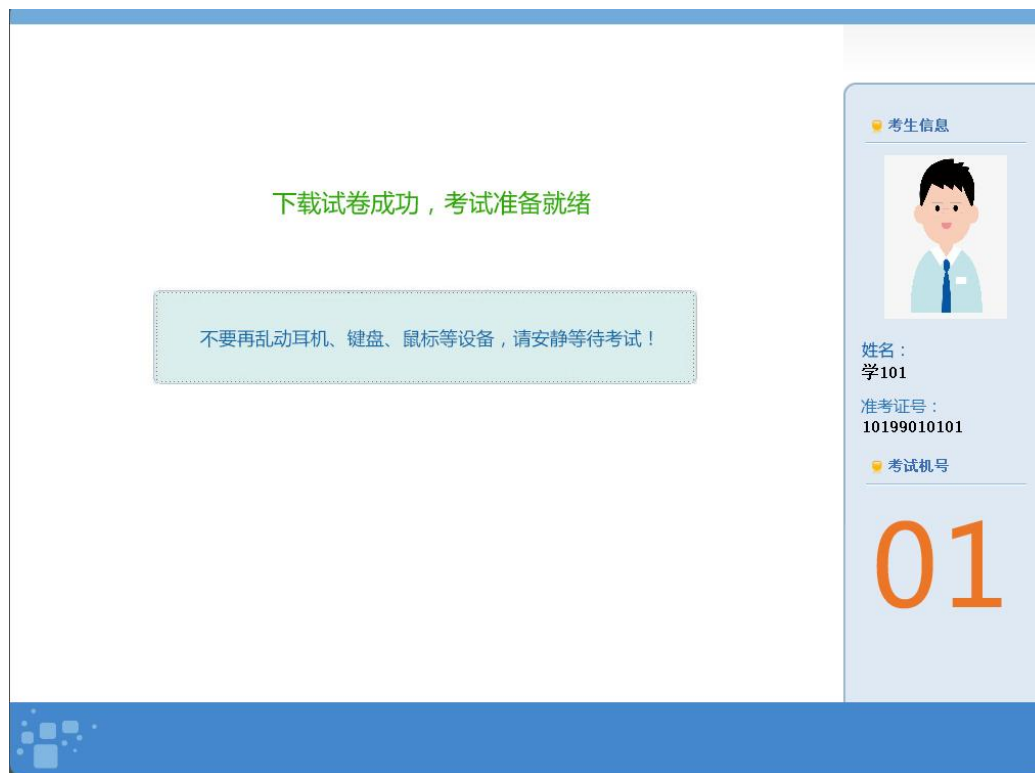 下载试卷成功，考试准备就绪
不要再乱动耳机、键盘、鼠标等设备，请安静等待考试！
考生信息
姓名：
学101
准考证号：
10199010101
考试机号
01